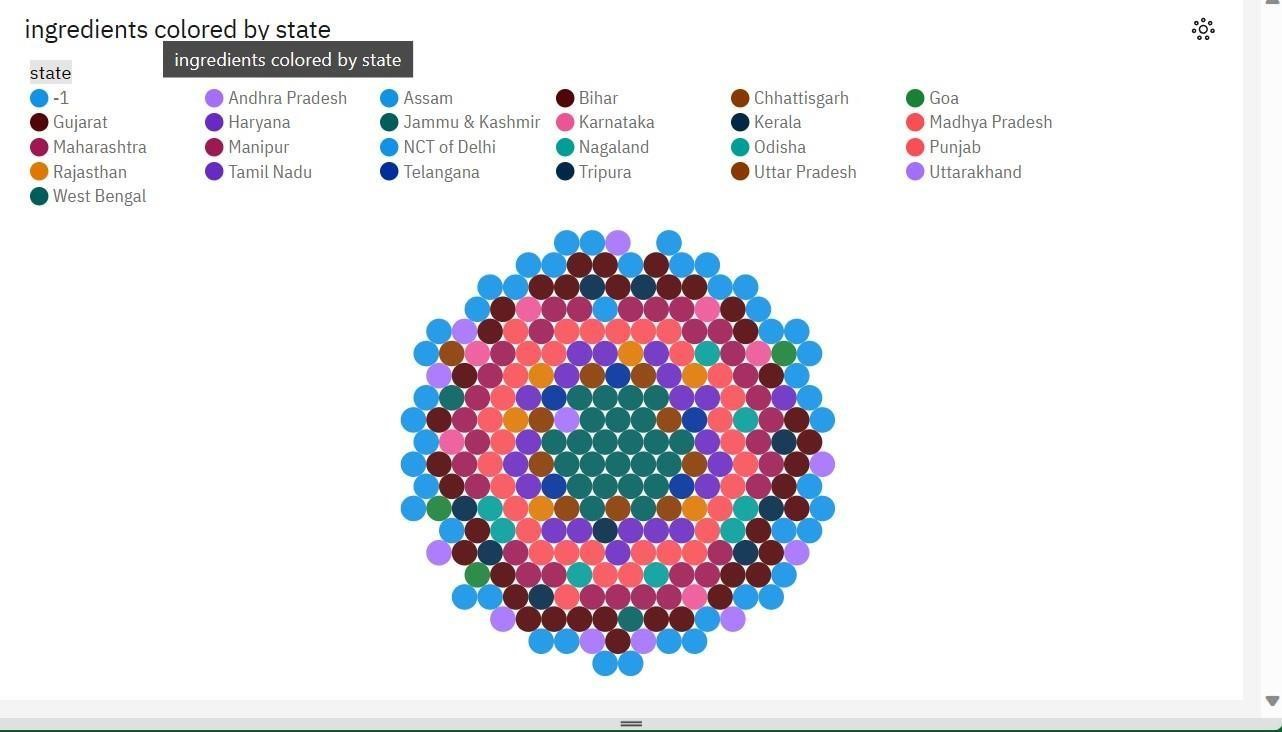 ingredients colored by state
ingredients colored by state
state
-1 Andhra Pradesh Assam Bihar Chhattisgarh Goa
Gujarat Haryana Jammu & Kashmir Karnataka Kerala Madhya Pradesh
Maharashtra Manipur NCT of Delhi Nagaland Odisha Punjab
Rajasthan Tamil Nadu Telangana Tripura Uttar Pradesh Uttarakhand
West Bengal